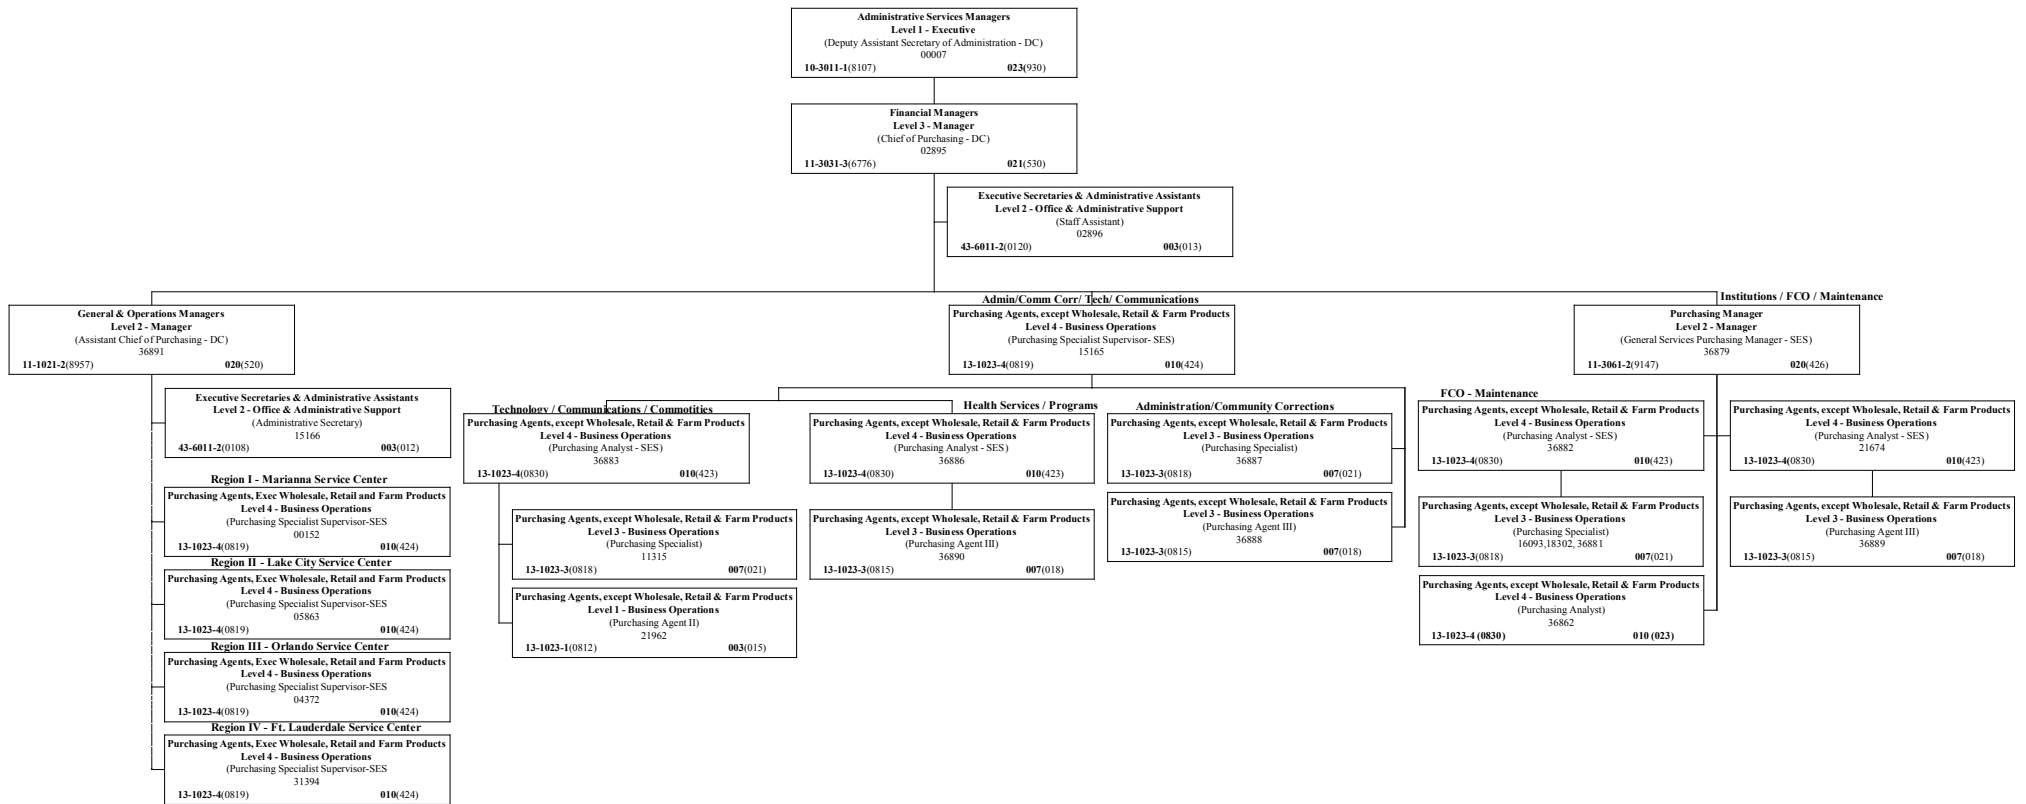 Administrative Services Managers
Level 1 - Executive
(Deputy Assistant Secretary of Administration - DC)
00007
10-3011-1(8107) 023(930)
Financial Managers
Level 3 - Manager
(Chief of Purchasing - DC)
02895
11-3031-3(6776) 021(530)
Executive Secretaries & Administrative Assistants
Level 2 - Office & Administrative Support
(Staff Assistant)
02896
43-6011-2(0120) 003(013)
General & Operations Managers
Level 2 - Manager
(Assistant Chief of Purchasing - DC)
36891
11-1021-2(8957) 020(520)
Executive Secretaries & Administrative Assistants
Level 2 - Office & Administrative Support
(Administrative Secretary)
15166
43-6011-2(0108) 003(012)
Region I - Marianna Service Center
Purchasing Agents, Exec Wholesale, Retail and Farm Products
Level 4 - Business Operations
(Purchasing Specialist Supervisor-SES
00152
13-1023-4(0819) 010(424)
Region II - Lake City Service Center
Purchasing Agents, Exec Wholesale, Retail and Farm Products
Level 4 - Business Operations
(Purchasing Specialist Supervisor-SES
05863
13-1023-4(0819) 010(424)
Region III - Orlando Service Center
Purchasing Agents, Exec Wholesale, Retail and Farm Products
Level 4 - Business Operations
(Purchasing Specialist Supervisor-SES
04372
13-1023-4(0819) 010(424)
Region IV - Ft. Lauderdale Service Center
Purchasing Agents, Exec Wholesale, Retail and Farm Products
Level 4 - Business Operations
(Purchasing Specialist Supervisor-SES
31394
13-1023-4(0819) 010(424)
Admin/Comm Corr/ Tech/ Communications
Purchasing Agents, except Wholesale, Retail & Farm Products
Level 4 - Business Operations
(Purchasing Specialist Supervisor- SES)
15165
13-1023-4(0819) 010(424)
Technology / Communications / Commotities
Purchasing Agents, except Wholesale, Retail & Farm Products
Level 4 - Business Operations
(Purchasing Analyst - SES)
36883
13-1023-4(0830) 010(423)
Purchasing Agents, except Wholesale, Retail & Farm Products
Level 3 - Business Operations
(Purchasing Specialist)
11315
13-1023-3(0818) 007(021)
Purchasing Agents, except Wholesale, Retail & Farm Products
Level 1 - Business Operations
(Purchasing Agent II)
21962
13-1023-1(0812) 003(015)
Health Services / Programs
Purchasing Agents, except Wholesale, Retail & Farm Products
Level 4 - Business Operations
(Purchasing Analyst - SES)
36886
13-1023-4(0830) 010(423)
Purchasing Agents, except Wholesale, Retail & Farm Products
Level 3 - Business Operations
(Purchasing Agent III)
36890
13-1023-3(0815) 007(018)
Administration/Community Corrections
Purchasing Agents, except Wholesale, Retail & Farm Products
Level 3 - Business Operations
(Purchasing Specialist)
36887
13-1023-3(0818) 007(021)
Purchasing Agents, except Wholesale, Retail & Farm Products
Level 3 - Business Operations
(Purchasing Agent III)
36888
13-1023-3(0815) 007(018)
Institutions / FCO / Maintenance
Purchasing Manager
Level 2 - Manager
(General Services Purchasing Manager - SES)
36879
11-3061-2(9147) 020(426)
FCO - Maintenance
Purchasing Agents, except Wholesale, Retail & Farm Products
Level 4 - Business Operations
(Purchasing Analyst - SES)
36882
13-1023-4(0830) 010(423)
Purchasing Agents, except Wholesale, Retail & Farm Products
Level 3 - Business Operations
(Purchasing Specialist)
16093,18302, 36881
13-1023-3(0818) 007(021)
Purchasing Agents, except Wholesale, Retail & Farm Products
Level 4 - Business Operations
(Purchasing Analyst)
36862
13-1023-4 (0830) 010 (023)
Purchasing Agents, except Wholesale, Retail & Farm Products
Level 4 - Business Operations
(Purchasing Analyst - SES)
21674
13-1023-4(0830) 010(423)
Purchasing Agents, except Wholesale, Retail & Farm Products
Level 3 - Business Operations
(Purchasing Agent III)
36889
13-1023-3(0815) 007(018)